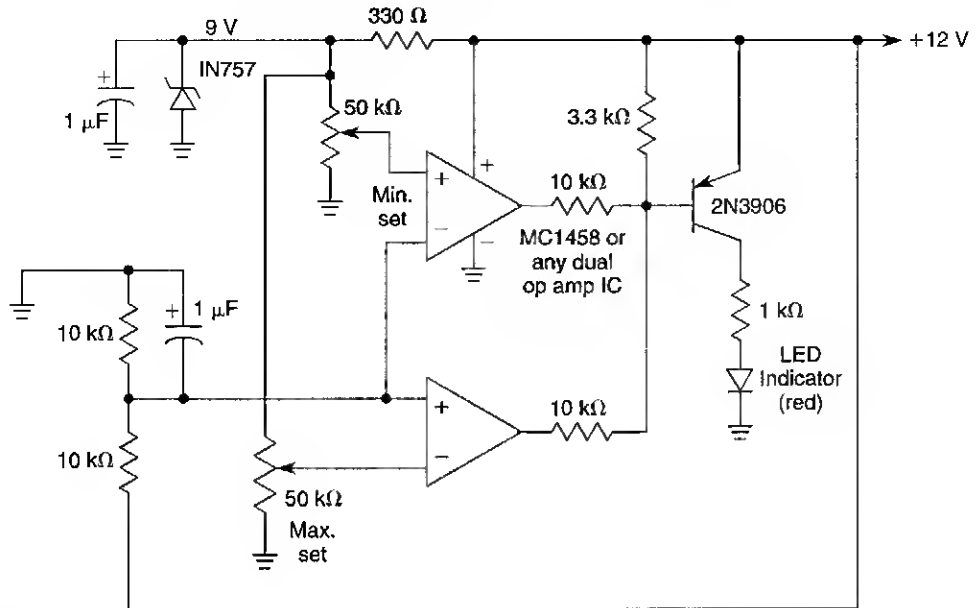 330 Ω
9 V
+12 V
IN757
+
1 µF
50 kΩ
3.3 kΩ
+
+
−
−
Min.
set
10 kΩ
2N3906
MC1458 or
any dual
op amp IC
+
1 µF
10 kΩ
1 kΩ
LED
Indicator
(red)
10 kΩ
+
−
10 kΩ
50 kΩ
Max.
set